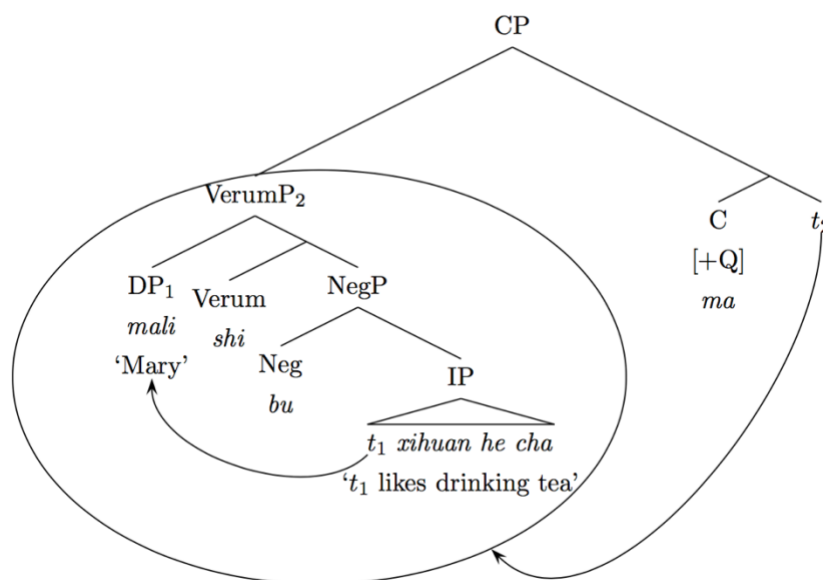 CP
VerumP₂
C
t
[+Q]
ma
DP₁
Verum
NegP
mali
shi
‘Mary’
Neg
IP
bu
t₁ xihuan he cha
‘t₁ likes drinking tea’